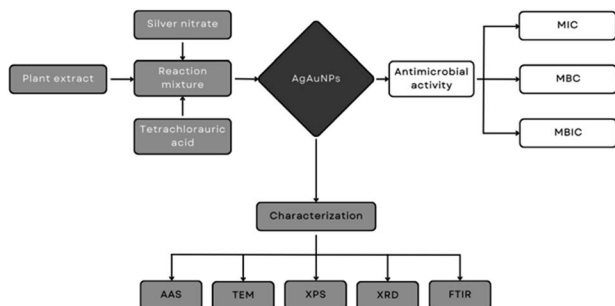 Silver nitrate
MIC
Plant extract
Reaction
mixture
AgAuNPs
Antimicrobial
activity
MBC
Tetrachlorauric
acid
MBIC
Characterization
AAS
TEM
XPS
XRD
FTIR